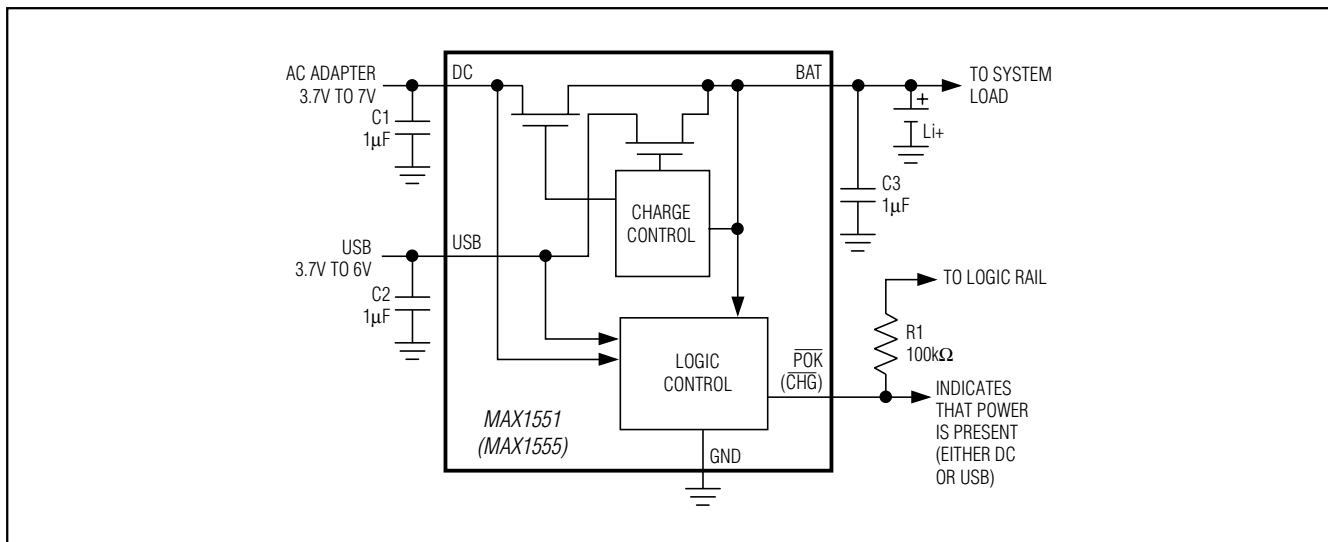 AC ADAPTER
3.7V TO 7V
DC
BAT
TO SYSTEM
LOAD
C1
1μF
+
Li+
CHARGE
CONTROL
C3
1μF
USB
3.7V TO 6V
USB
TO LOGIC RAIL
C2
1μF
R1
100kΩ
LOGIC
CONTROL
P̅O̅K̅
(C̅H̅G̅)
INDICATES
THAT POWER
IS PRESENT
(EITHER DC
OR USB)
MAX1551
(MAX1555)
GND